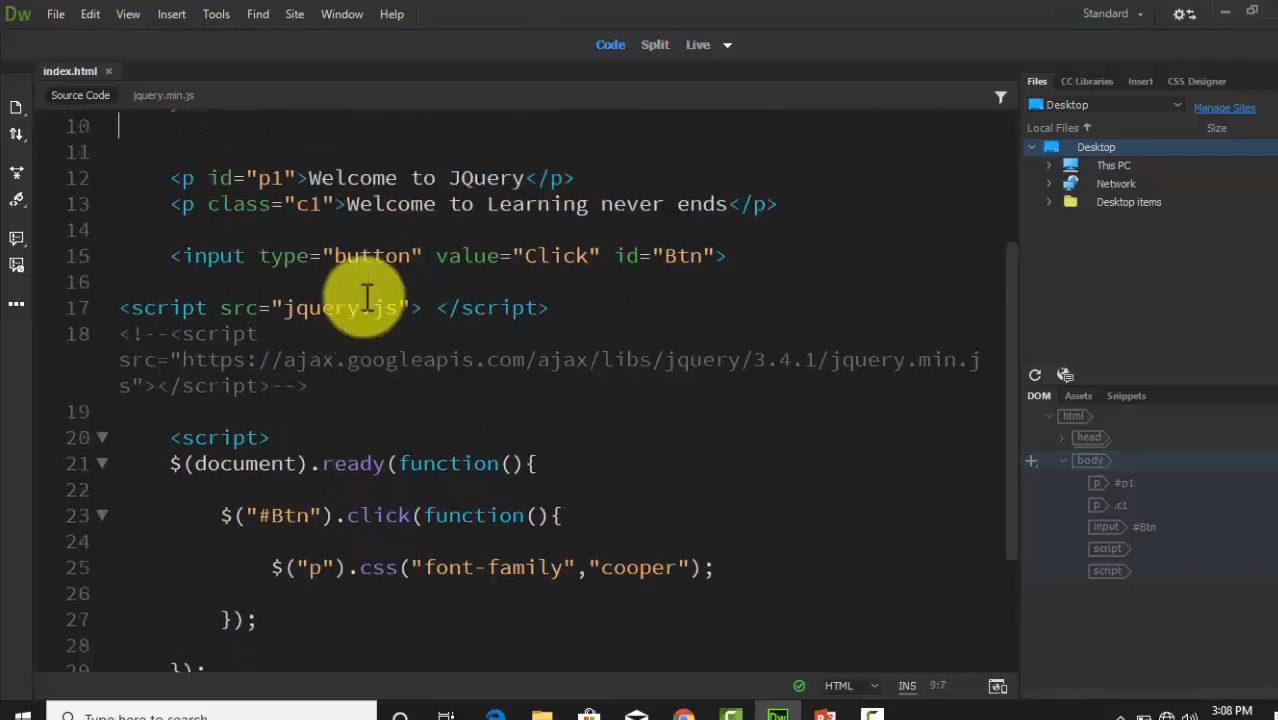 Dw File Edit View Insert Tools Find Site Window Help Standard
Code Split Live
index.html
Files CC Libraries Insert CSS Designer
Source Code jquery.min.js
Desktop Manage Sites
Local Files Size
Desktop
This PC
Network
Desktop items
10
11
12 <p id="p1">Welcome to JQuery</p>
13 <p class="c1">Welcome to Learning never ends</p>
14
15 <input type="button" value="Click" id="Btn">
16
17 <script src="jquery.js"> </script>
18 <!--<script
src="https://ajax.googleapis.com/ajax/libs/jquery/3.4.1/jquery.min.j
s"></script>-->
19
20 <script>
21 $(document).ready(function(){
22
23 $("#Btn").click(function(){
24
25 $("p").css("font-family","cooper");
26
27 });
28
29 });
DOM Assets Snippets
html
head
body
p #p1
p .c1
input #Btn
script
script
HTML INS 9:7
Type here to search
3:08 PM